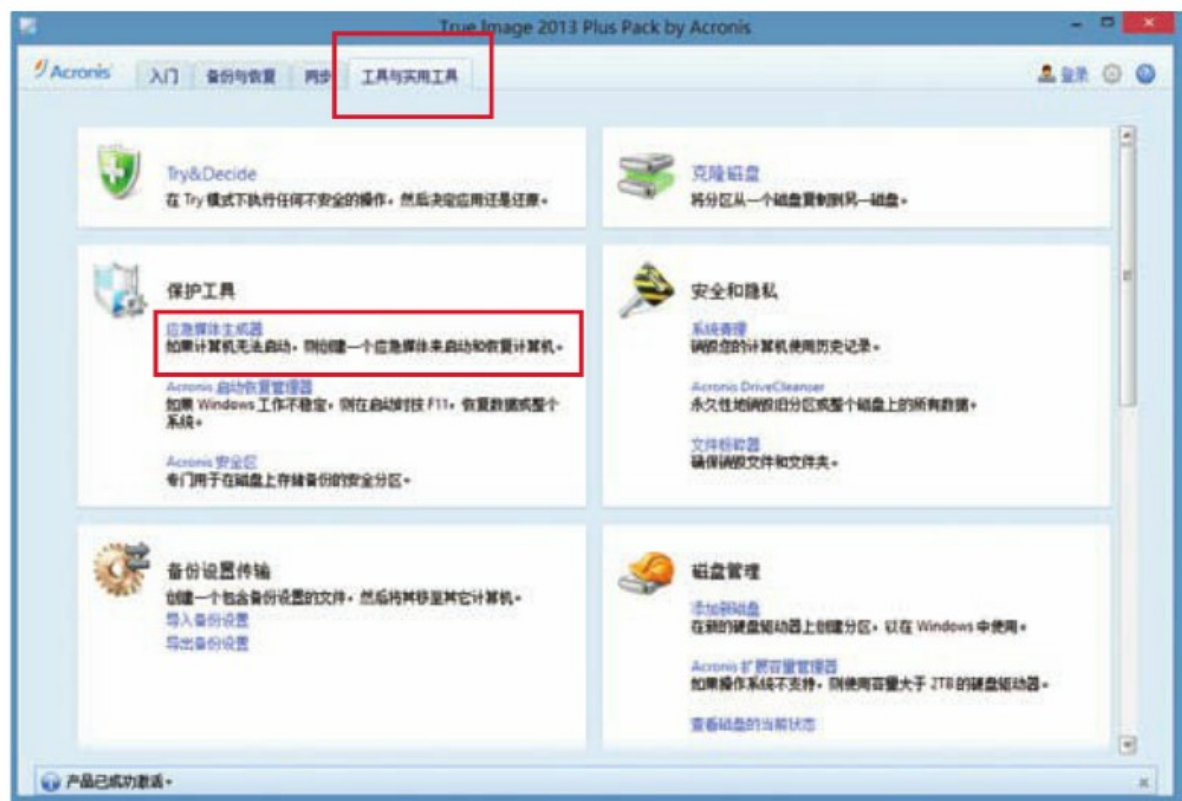 True Image 2013 Plus Pack by Acronis
Acronis 入门 备份与恢复 同步 工具与实用工具 登录
Try&Decide
在 Try 模式下执行任何不安全的操作，然后决定应用还是还原。
克隆磁盘
将分区从一个磁盘复制到另一磁盘。
保护工具
应急媒体生成器
如果计算机无法启动，则创建一个应急媒体来启动和恢复计算机。
Acronis 启动恢复管理器
如果 Windows 工作不稳定，则在启动时按 F11，恢复数据或整个
系统。
Acronis 安全区
专门用于在磁盘上存储备份的安全分区。
安全和隐私
系统清理
销毁您的计算机使用历史记录。
Acronis DriveCleanser
永久性地销毁旧分区或整个磁盘上的所有数据。
文件粉碎器
确保销毁文件和文件夹。
备份设置传输
创建一个包含备份设置的文件，然后将其移至其它计算机。
导入备份设置
导出备份设置
磁盘管理
添加新磁盘
在新的硬盘驱动器上创建分区，以在 Windows 中使用。
Acronis 扩展容量管理器
如果操作系统不支持，则使用容量大于 2TB 的硬盘驱动器。
查看磁盘的当前状态
产品已成功激活。